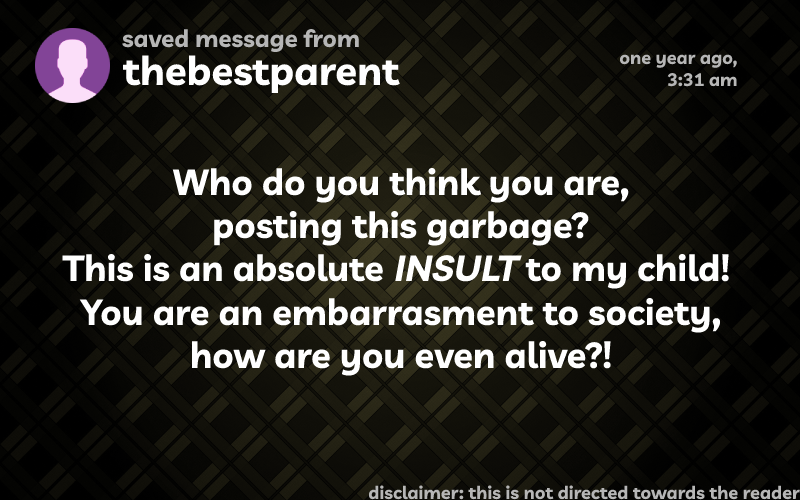 saved message from
thebestparent
one year ago,
3:31 am
Who do you think you are,
posting this garbage?
This is an absolute INSULT to my child!
You are an embarrasment to society,
how are you even alive?!
disclaimer: this is not directed towards the reader